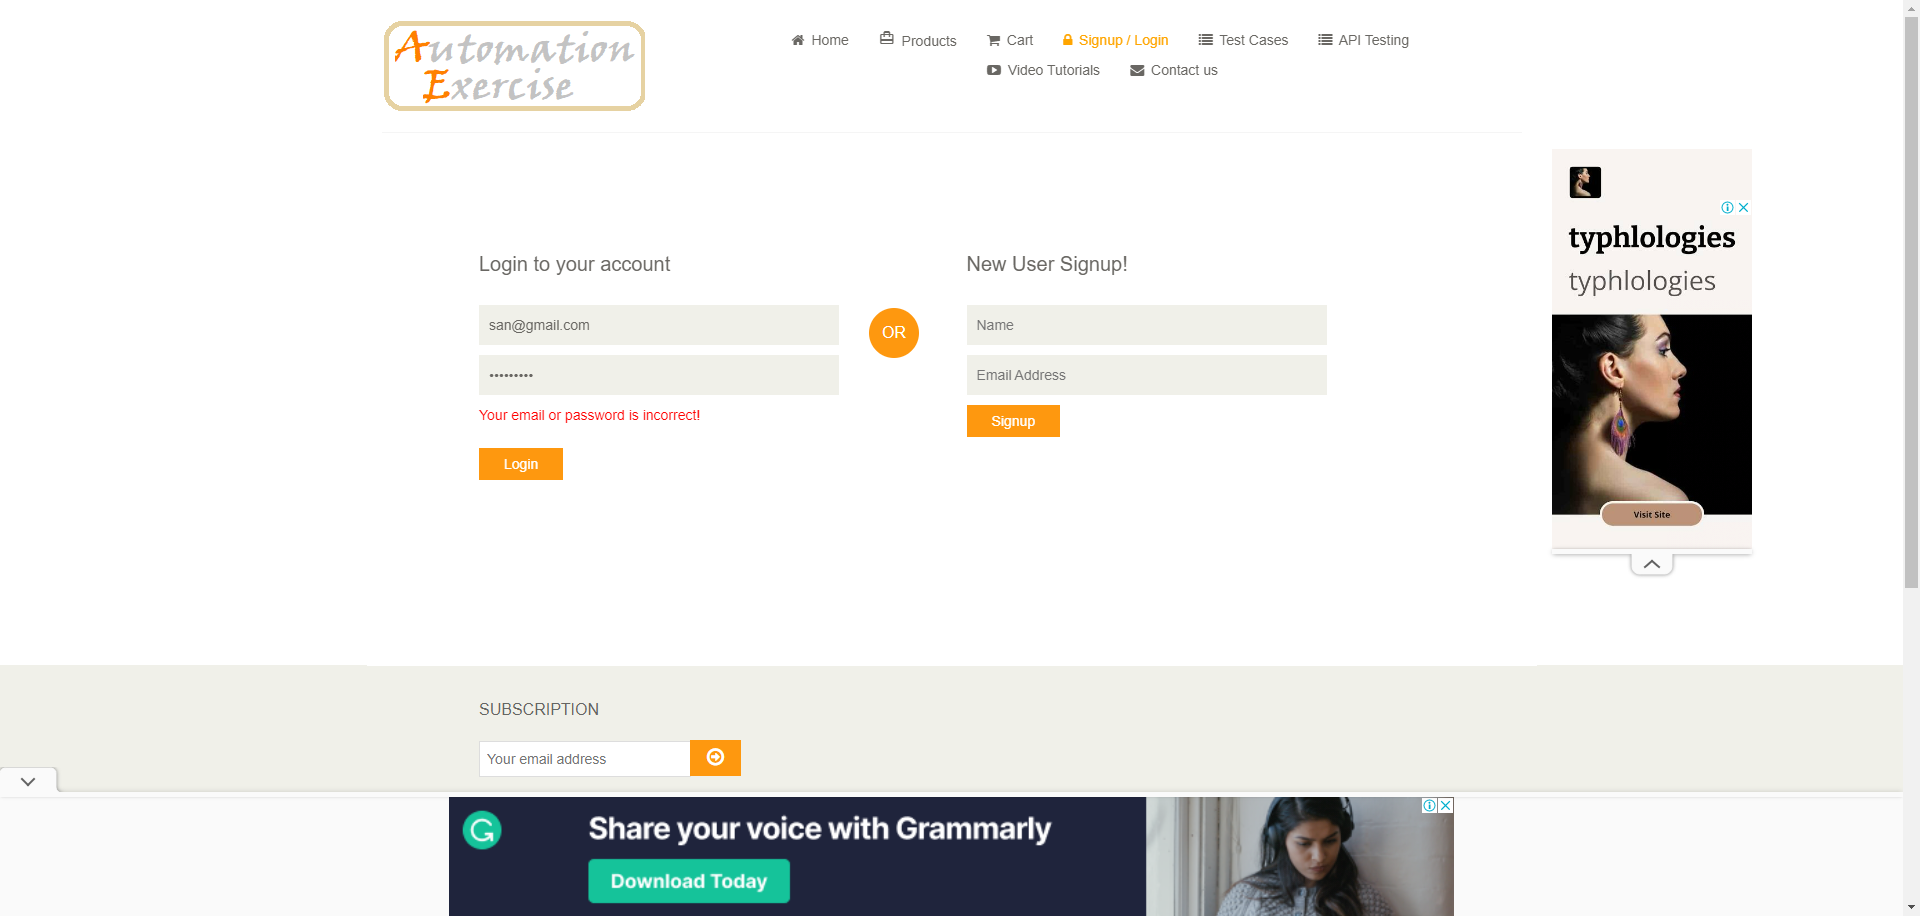 Automation
Exercise
Home
Products
Cart
Signup / Login
Test Cases
API Testing
Video Tutorials
Contact us
Login to your account
san@gmail.com
•••••••••
Your email or password is incorrect!
Login
OR
New User Signup!
Name
Email Address
Signup
typhlologies
typhlologies
Visit Site
SUBSCRIPTION
Your email address
Share your voice with Grammarly
Download Today